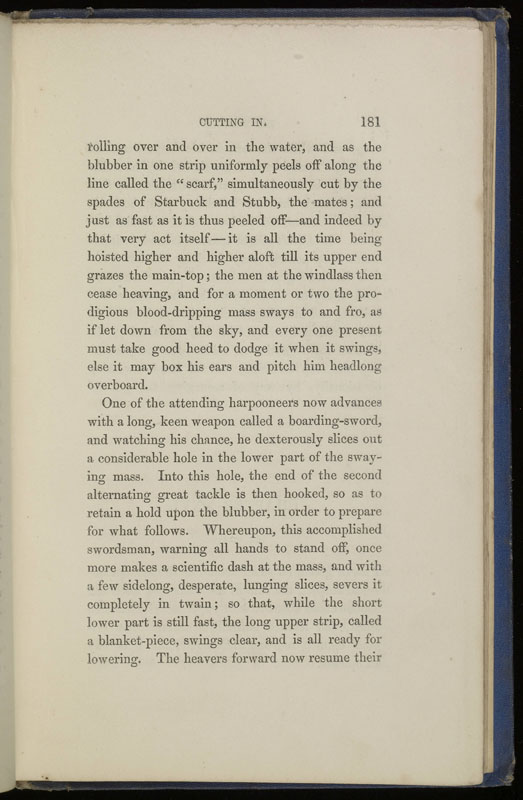 CUTTING IN. 181
rolling over and over in the water, and as the
blubber in one strip uniformly peels off along the
line called the “scarf,” simultaneously cut by the
spades of Starbuck and Stubb, the mates; and
just as fast as it is thus peeled off—and indeed by
that very act itself—it is all the time being
hoisted higher and higher aloft till its upper end
grazes the main-top; the men at the windlass then
cease heaving, and for a moment or two the pro-
digious blood-dripping mass sways to and fro, as
if let down from the sky, and every one present
must take good heed to dodge it when it swings,
else it may box his ears and pitch him headlong
overboard.
One of the attending harpooneers now advances
with a long, keen weapon called a boarding-sword,
and watching his chance, he dexterously slices out
a considerable hole in the lower part of the sway-
ing mass. Into this hole, the end of the second
alternating great tackle is then hooked, so as to
retain a hold upon the blubber, in order to prepare
for what follows. Whereupon, this accomplished
swordsman, warning all hands to stand off, once
more makes a scientific dash at the mass, and with
a few sidelong, desperate, lunging slices, severs it
completely in twain; so that, while the short
lower part is still fast, the long upper strip, called
a blanket-piece, swings clear, and is all ready for
lowering. The heavers forward now resume their